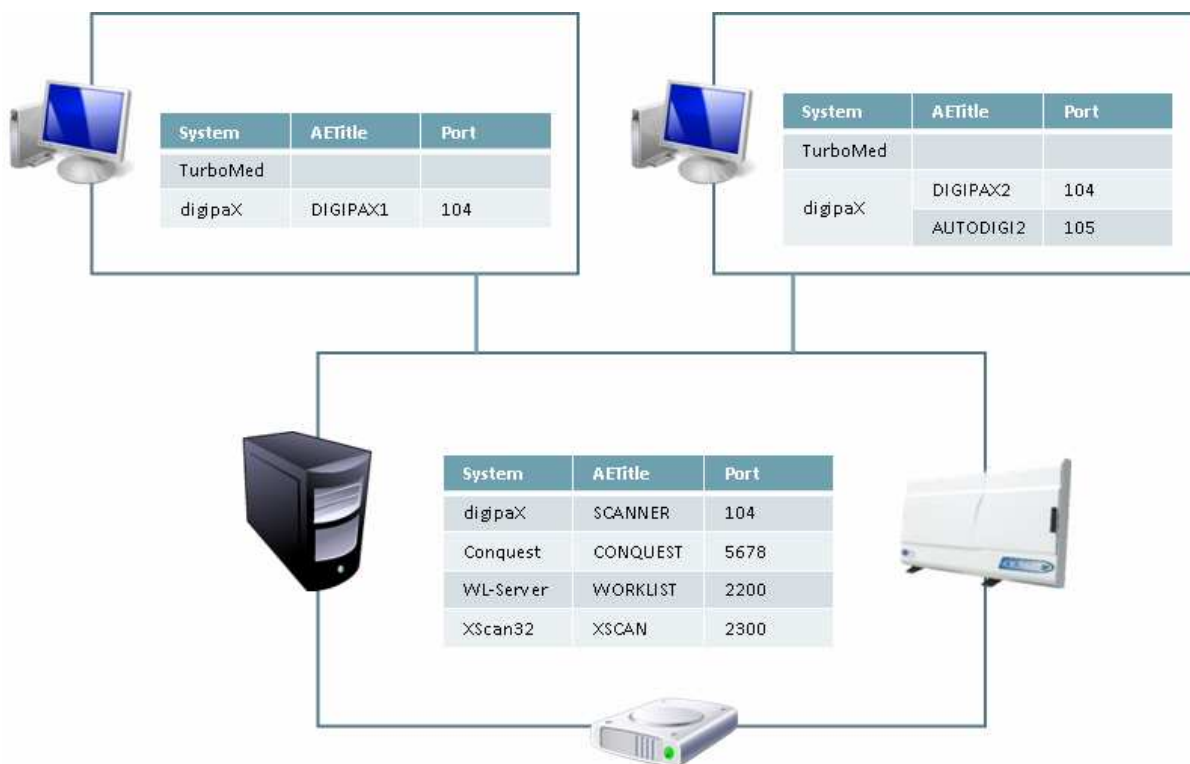 System AETitle Port
TurboMed
digipaX DIGIPAX1 104
System AETitle Port
TurboMed
digipaX
DIGIPAX2 104
AUTODIGI2 105
System AETitle Port
digipaX SCANNER 104
Conquest CONQUEST 5678
WL-Server WORKLIST 2200
XScan32 XSCAN 2300